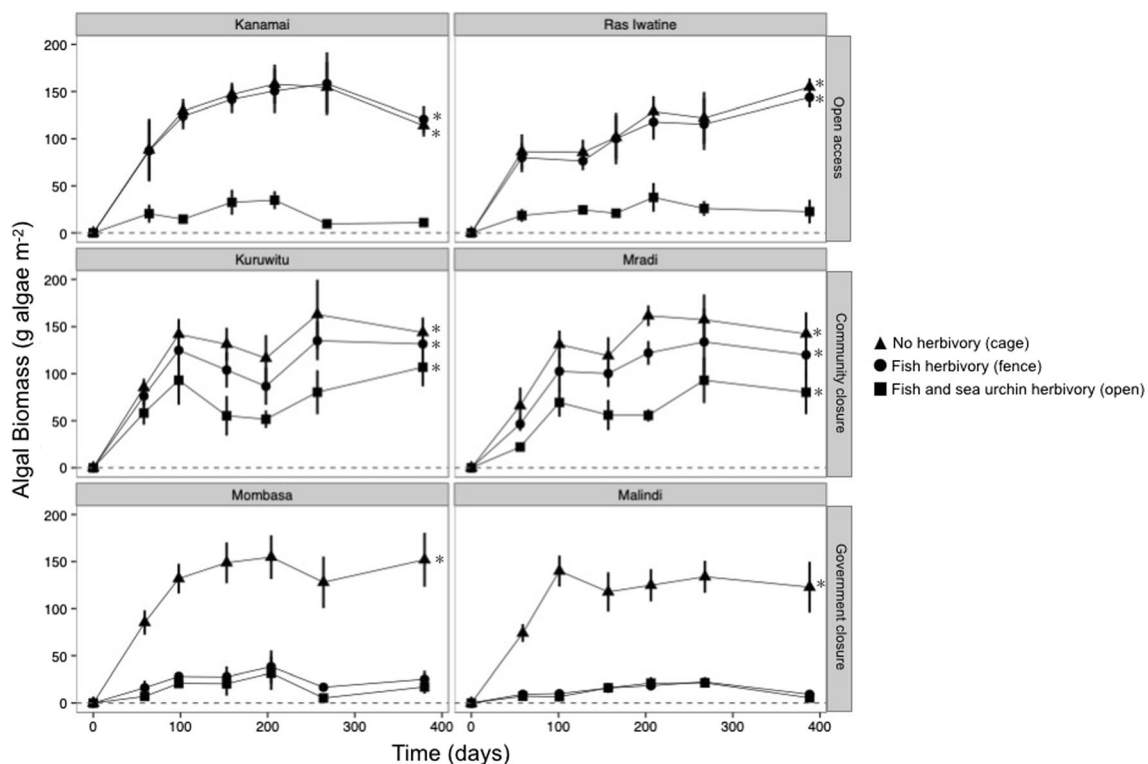 Kanamai
Ras Iwatine
200
150
100
50
0
*
*
*
*
Open access
Kuruwitu
Mradi
200
150
100
50
0
*
*
*
*
*
*
Community closure
Algal Biomass (g algae m-2)
No herbivory (cage)
Fish herbivory (fence)
Fish and sea urchin herbivory (open)
Mombasa
Malindi
200
150
100
50
0
*
*
Government closure
0 100 200 300 400
0 100 200 300 400
Time (days)